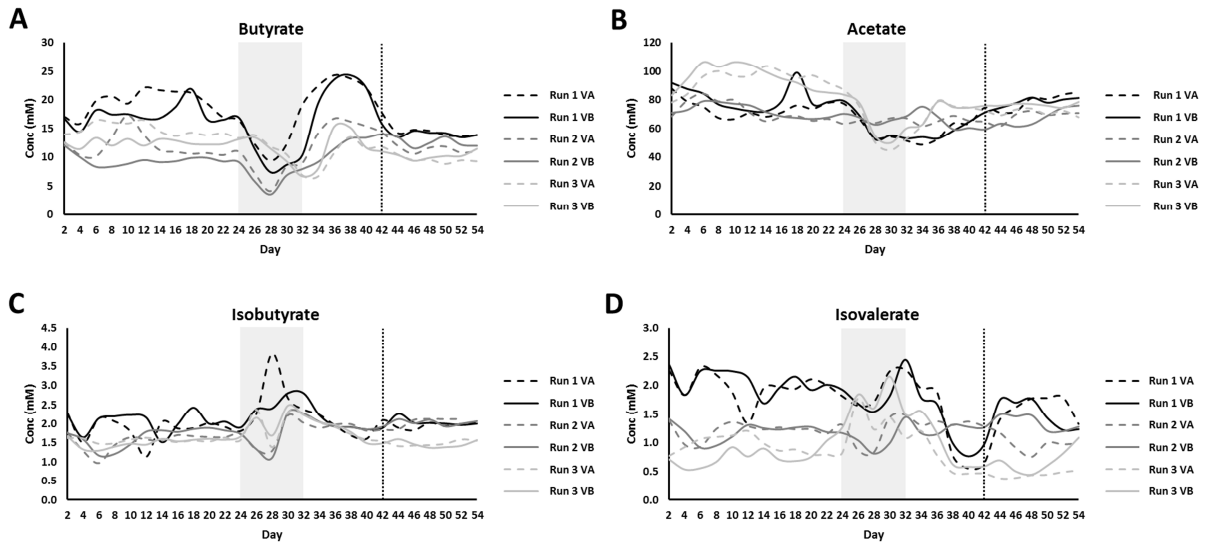 A
Butyrate
Conc (mM)
30
25
20
15
10
5
0
2 4 6 8 10 12 14 16 18 20 22 24 26 28 30 32 34 36 38 40 42 44 46 48 50 52 54
Day
Run 1 VA
Run 1 VB
Run 2 VA
Run 2 VB
Run 3 VA
Run 3 VB
B
Acetate
Conc (mM)
120
100
80
60
40
20
0
2 4 6 8 10 12 14 16 18 20 22 24 26 28 30 32 34 36 38 40 42 44 46 48 50 52 54
Day
Run 1 VA
Run 1 VB
Run 2 VA
Run 2 VB
Run 3 VA
Run 3 VB
C
Isobutyrate
Conc (mM)
4.5
4.0
3.5
3.0
2.5
2.0
1.5
1.0
0.5
0.0
2 4 6 8 10 12 14 16 18 20 22 24 26 28 30 32 34 36 38 40 42 44 46 48 50 52 54
Day
Run 1 VA
Run 1 VB
Run 2 VA
Run 2 VB
Run 3 VA
Run 3 VB
D
Isovalerate
Conc (mM)
3.0
2.5
2.0
1.5
1.0
0.5
0.0
2 4 6 8 10 12 14 16 18 20 22 24 26 28 30 32 34 36 38 40 42 44 46 48 50 52 54
Day
Run 1 VA
Run 1 VB
Run 2 VA
Run 2 VB
Run 3 VA
Run 3 VB